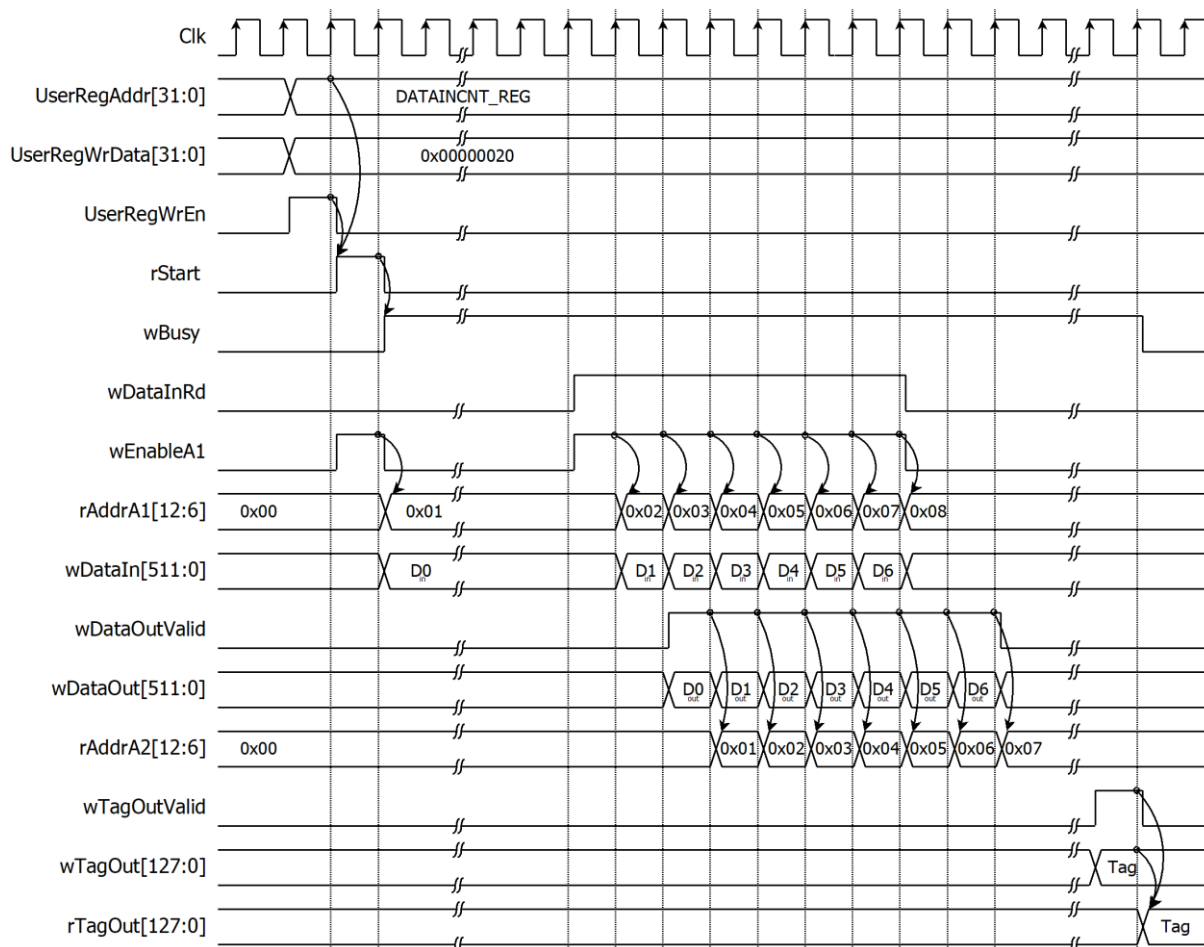 Clk
UserRegAddr[31:0] DATAINCNT_REG
UserRegWrData[31:0] 0x00000020
UserRegWrEn
rStart
wBusy
wDataInRd
wEnableA1
rAddrA1[12:6] 0x00 0x01 0x02 0x03 0x04 0x05 0x06 0x07 0x08
wDataIn[511:0] D0in D1in D2in D3in D4in D5in D6in
wDataOutValid
wDataOut[511:0] D0out D1out D2out D3out D4out D5out D6out
rAddrA2[12:6] 0x00 0x01 0x02 0x03 0x04 0x05 0x06 0x07
wTagOutValid
wTagOut[127:0] Tag
rTagOut[127:0] Tag